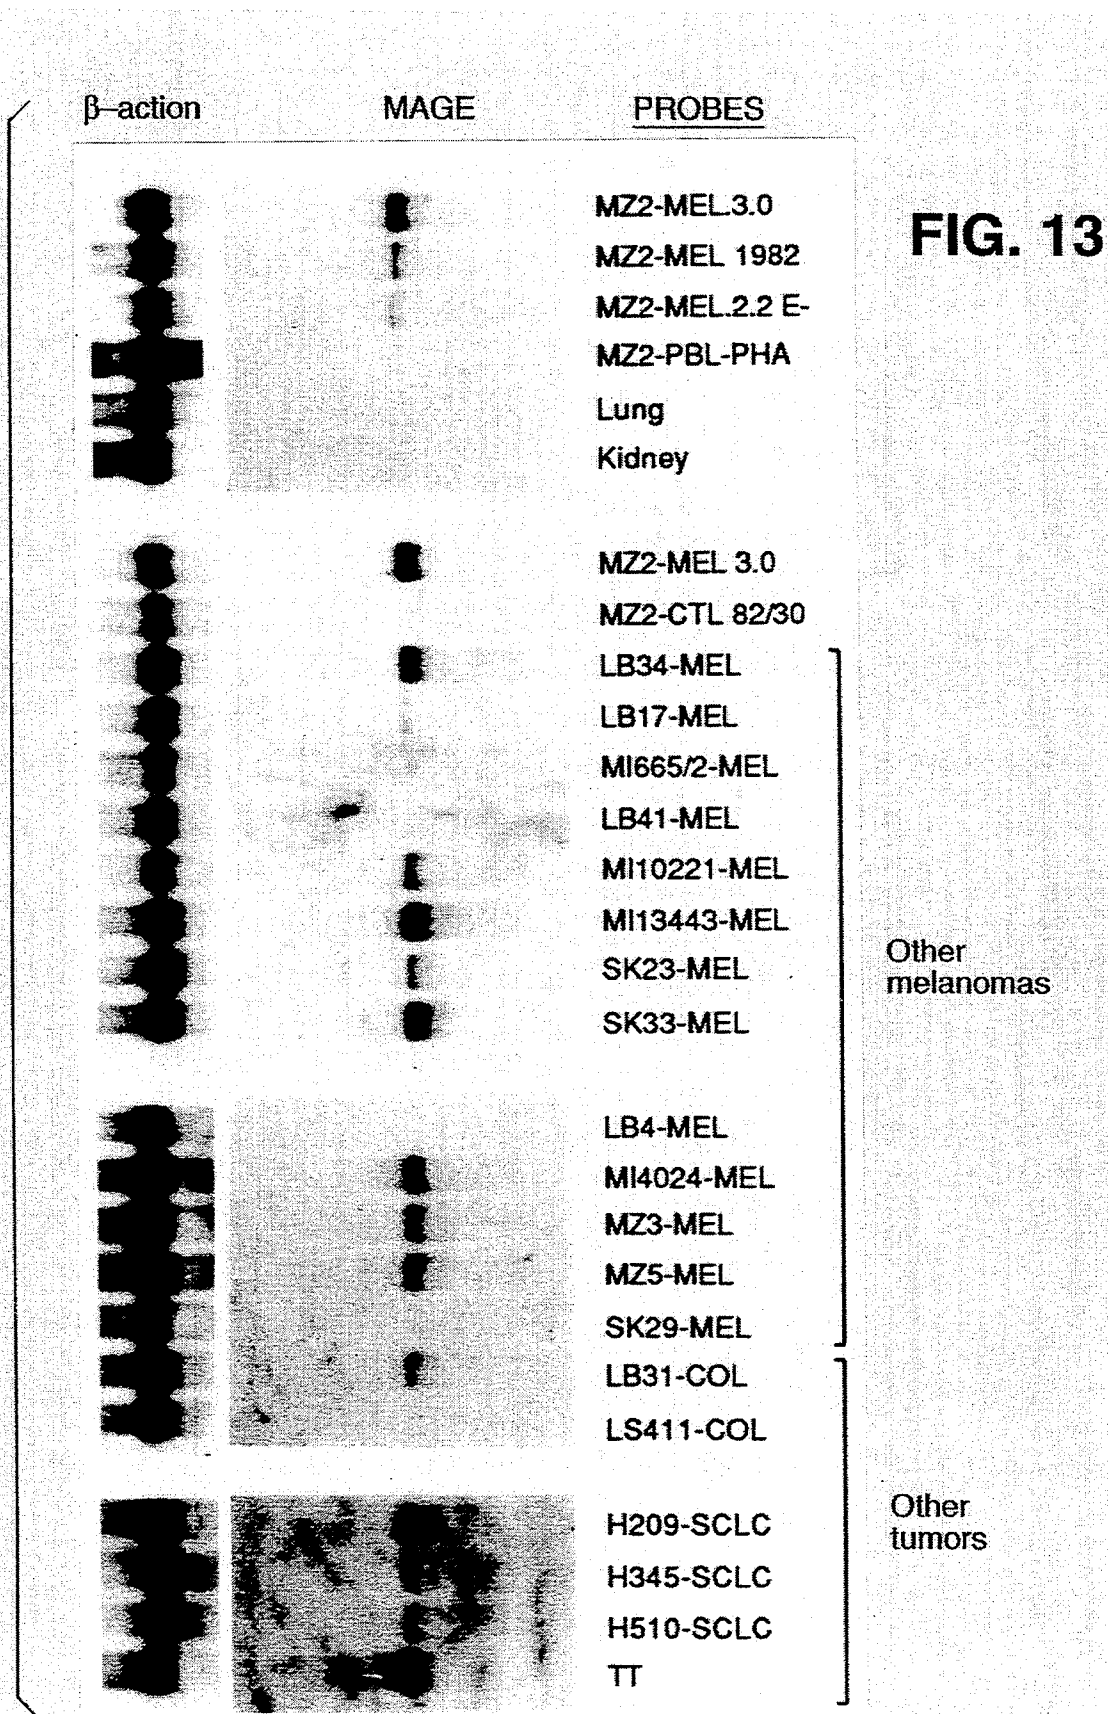 β–action MAGE PROBES
FIG. 13
MZ2-MEL.3.0
MZ2-MEL 1982
MZ2-MEL.2.2 E-
MZ2-PBL-PHA
Lung
Kidney
MZ2-MEL 3.0
MZ2-CTL 82/30
LB34-MEL
LB17-MEL
MI665/2-MEL
LB41-MEL
MI10221-MEL
MI13443-MEL
SK23-MEL
SK33-MEL
Other
melanomas
LB4-MEL
MI4024-MEL
MZ3-MEL
MZ5-MEL
SK29-MEL
LB31-COL
LS411-COL
H209-SCLC
H345-SCLC
H510-SCLC
TT
Other
tumors